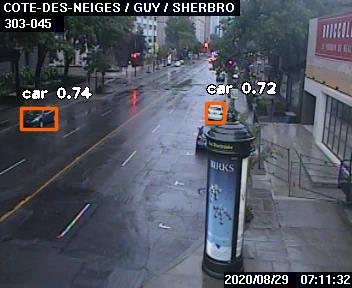 COTE-DES-NEIGES / GUY / SHERBRO
303-045
car 0.74
car 0.72
BIRKS
2020/08/29 07:11:32